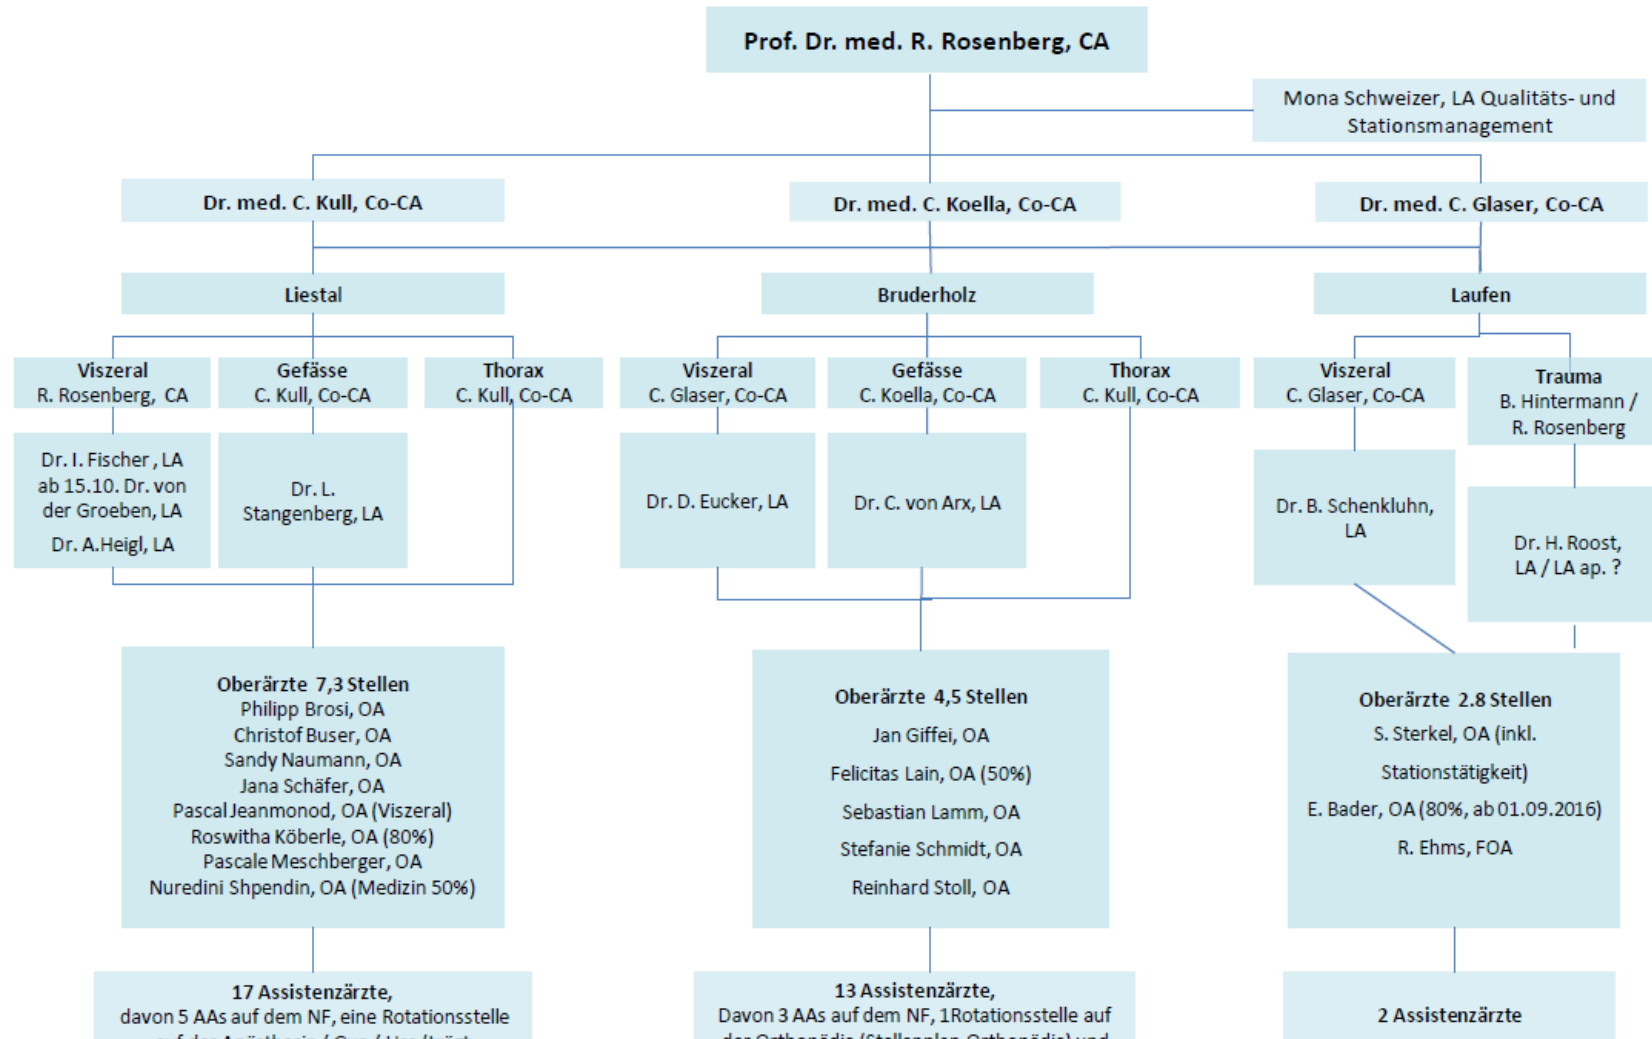 Prof. Dr. med. R. Rosenberg, CA
Mona Schweizer, LA Qualitäts- und
Stationsmanagement
Dr. med. C. Kull, Co-CA
Dr. med. C. Koella, Co-CA
Dr. med. C. Glaser, Co-CA
Liestal
Bruderholz
Laufen
Viszeral
R. Rosenberg, CA
Gefässe
C. Kull, Co-CA
Thorax
C. Kull, Co-CA
Viszeral
C. Glaser, Co-CA
Gefässe
C. Koella, Co-CA
Thorax
C. Kull, Co-CA
Viszeral
C. Glaser, Co-CA
Trauma
B. Hintermann /
R. Rosenberg
Dr. I. Fischer , LA
ab 15.10. Dr. von
der Groeben, LA
Dr. A.Heigl, LA
Dr. L.
Stangenberg, LA
Dr. D. Eucker, LA
Dr. C. von Arx, LA
Dr. B. Schenkluhn,
LA
Dr. H. Roost,
LA / LA ap. ?
Oberärzte 7,3 Stellen
Philipp Brosi, OA
Christof Buser, OA
Sandy Naumann, OA
Jana Schäfer, OA
Pascal Jeanmonod, OA (Viszeral)
Roswitha Köberle, OA (80%)
Pascale Meschberger, OA
Nuredini Shpendin, OA (Medizin 50%)
Oberärzte 4,5 Stellen
Jan Giffei, OA
Felicitas Lain, OA (50%)
Sebastian Lamm, OA
Stefanie Schmidt, OA
Reinhard Stoll, OA
Oberärzte 2.8 Stellen
S. Sterkel, OA (inkl.
Stationstätigkeit)
E. Bader, OA (80%, ab 01.09.2016)
R. Ehms, FOA
17 Assistenzärzte,
davon 5 AAs auf dem NF, eine Rotationsstelle
13 Assistenzärzte,
Davon 3 AAs auf dem NF, 1Rotationsstelle auf
der Orthopädie (Stellenplan Orthopädie) und
2 Assistenzärzte